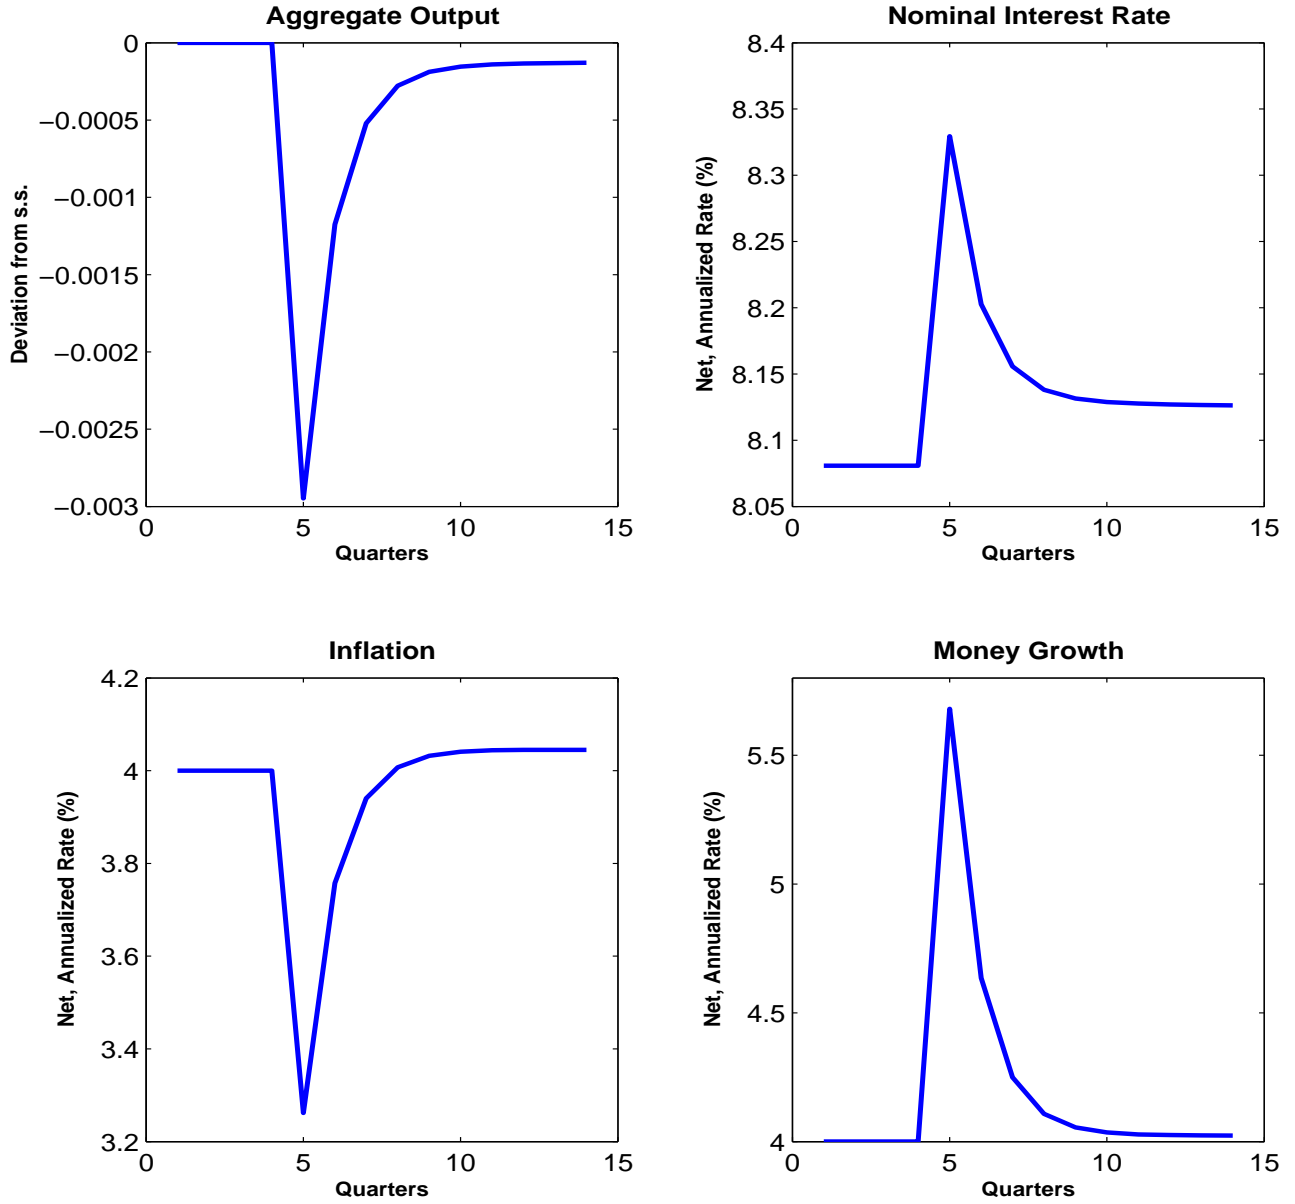 Aggregate Output
0
−0.0005
−0.001
−0.0015
−0.002
−0.0025
−0.003
Deviation from s.s.
0 5 10 15
Quarters
Nominal Interest Rate
8.4
8.35
8.3
8.25
8.2
8.15
8.1
8.05
Net, Annualized Rate (%)
0 5 10 15
Quarters
Inflation
4.2
4
3.8
3.6
3.4
3.2
Net, Annualized Rate (%)
0 5 10 15
Quarters
Money Growth
5.5
5
4.5
4
Net, Annualized Rate (%)
0 5 10 15
Quarters